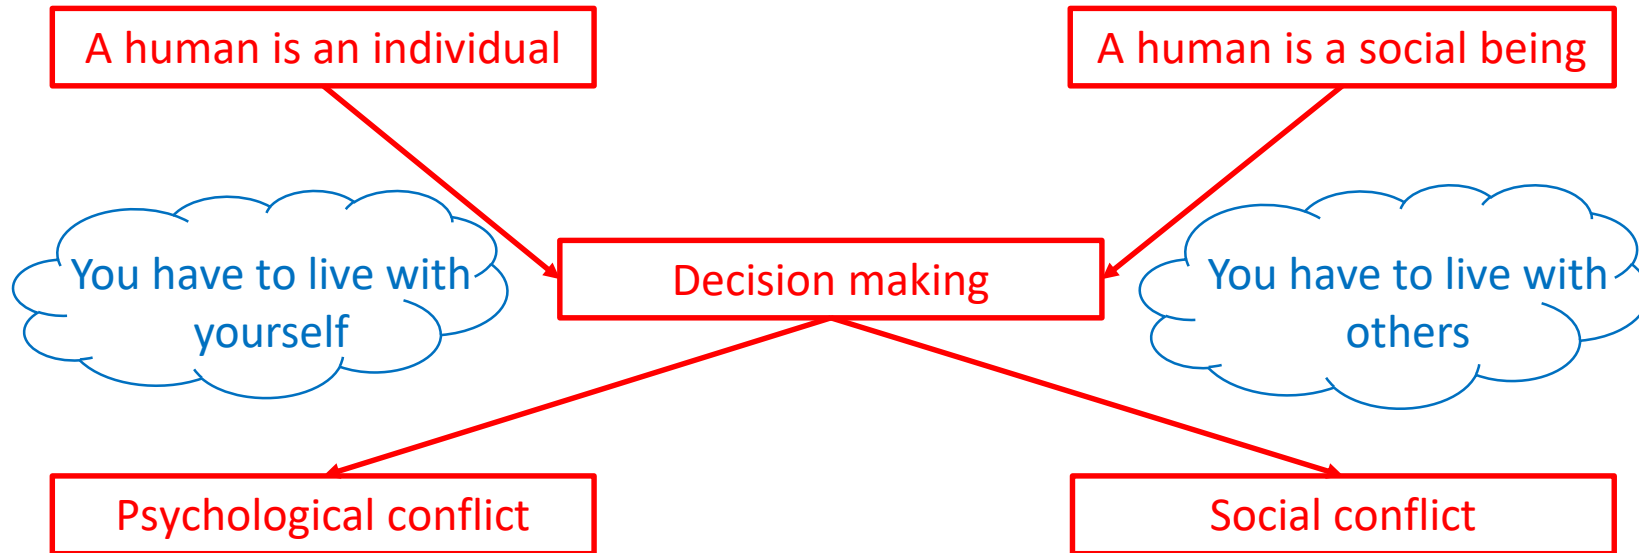 A human is an individual
A human is a social being
You have to live with
yourself
Decision making
You have to live with
others
Psychological conflict
Social conflict